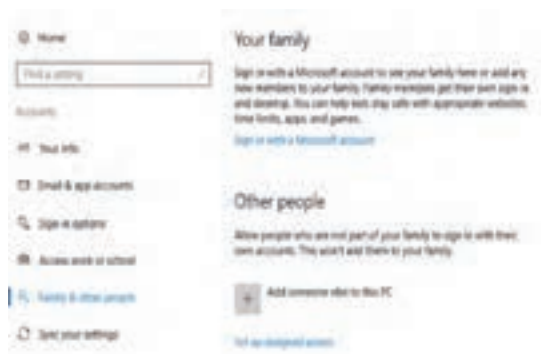 Home
Find a setting
Accounts
Your info
Email & app accounts
Sign-in options
Access work or school
Family & other people
Sync your settings
Your family
Sign in with a Microsoft account to see your family here or add any
new members to your family. Family members get their own sign-in
and desktop. You can help kids stay safe with appropriate websites,
time limits, apps and games.
Sign in with a Microsoft account
Other people
Allow people who are not part of your family to sign in with their
own accounts. This won't add them to your family.
Add someone else to this PC
Set up assigned access